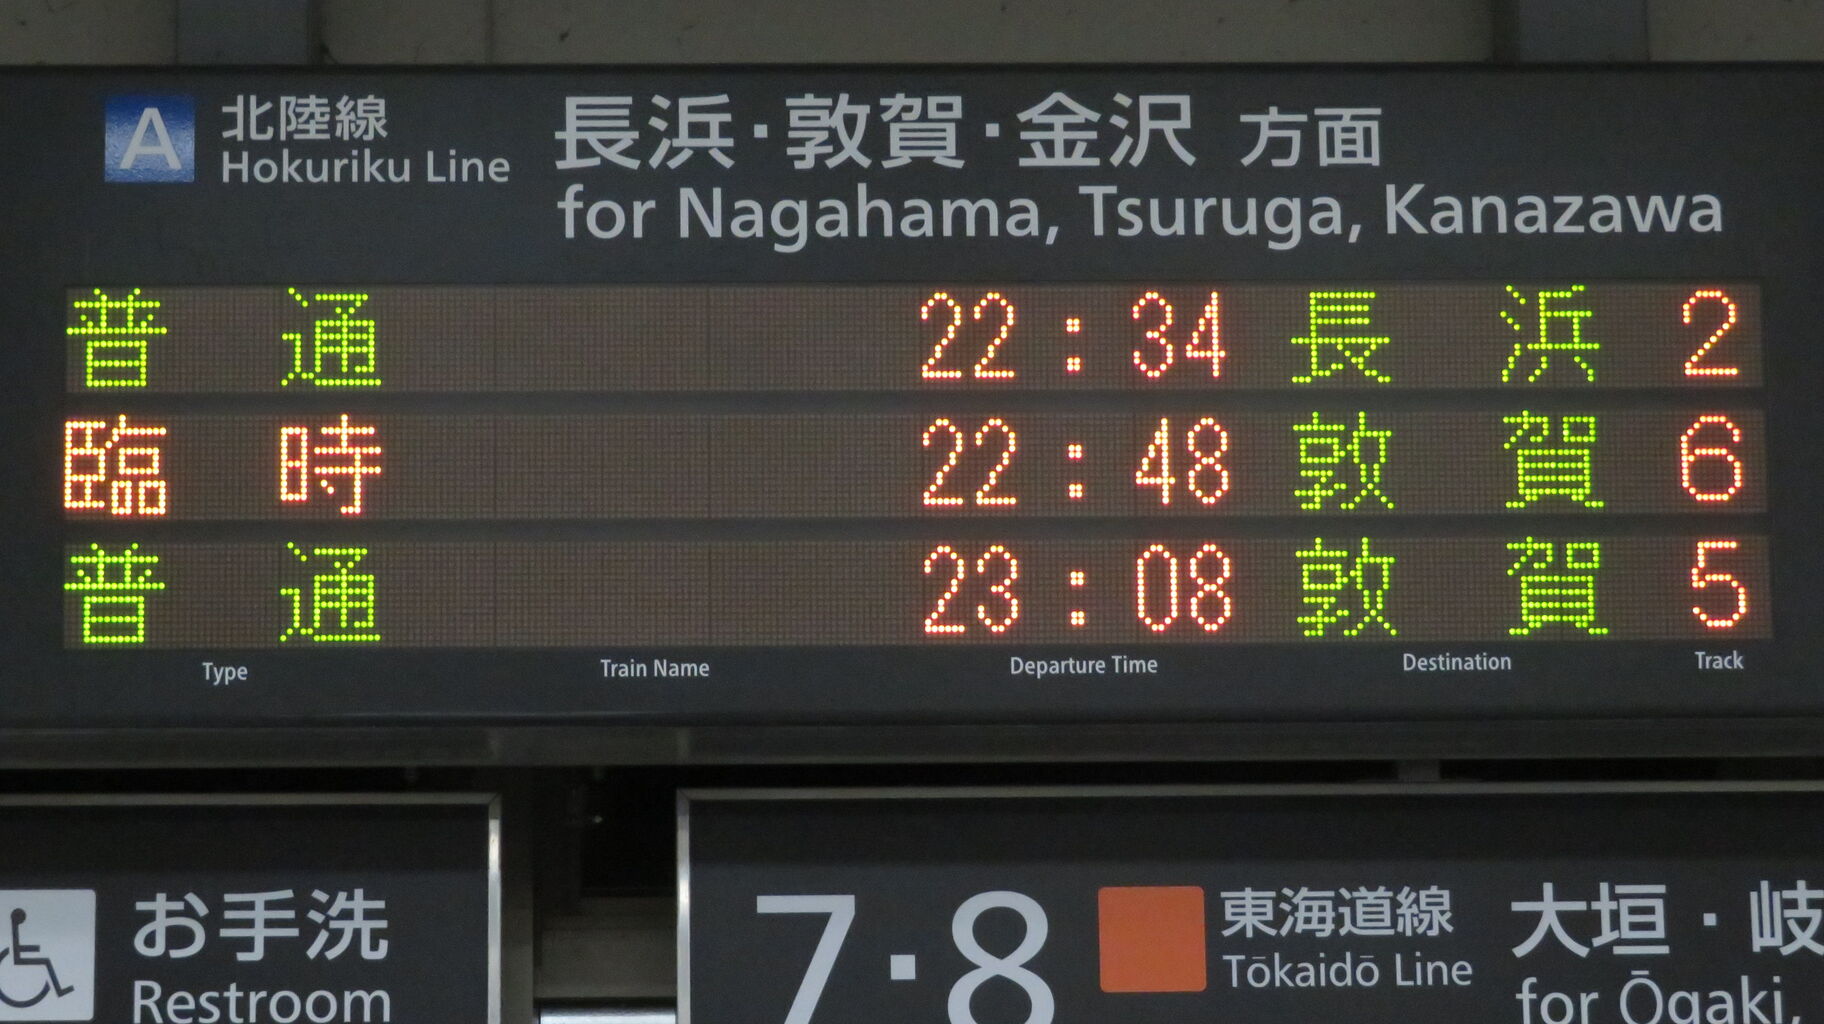 A 北陸線 長浜・敦賀・金沢 方面
Hokuriku Line for Nagahama, Tsuruga, Kanazawa
普通 22:34 長浜 2
臨時 22:48 敦賀 6
普通 23:08 敦賀 5
Type Train Name Departure Time Destination Track
お手洗
Restroom
7・8 東海道線 大垣・岐
Tōkaidō Line for Ōgaki,